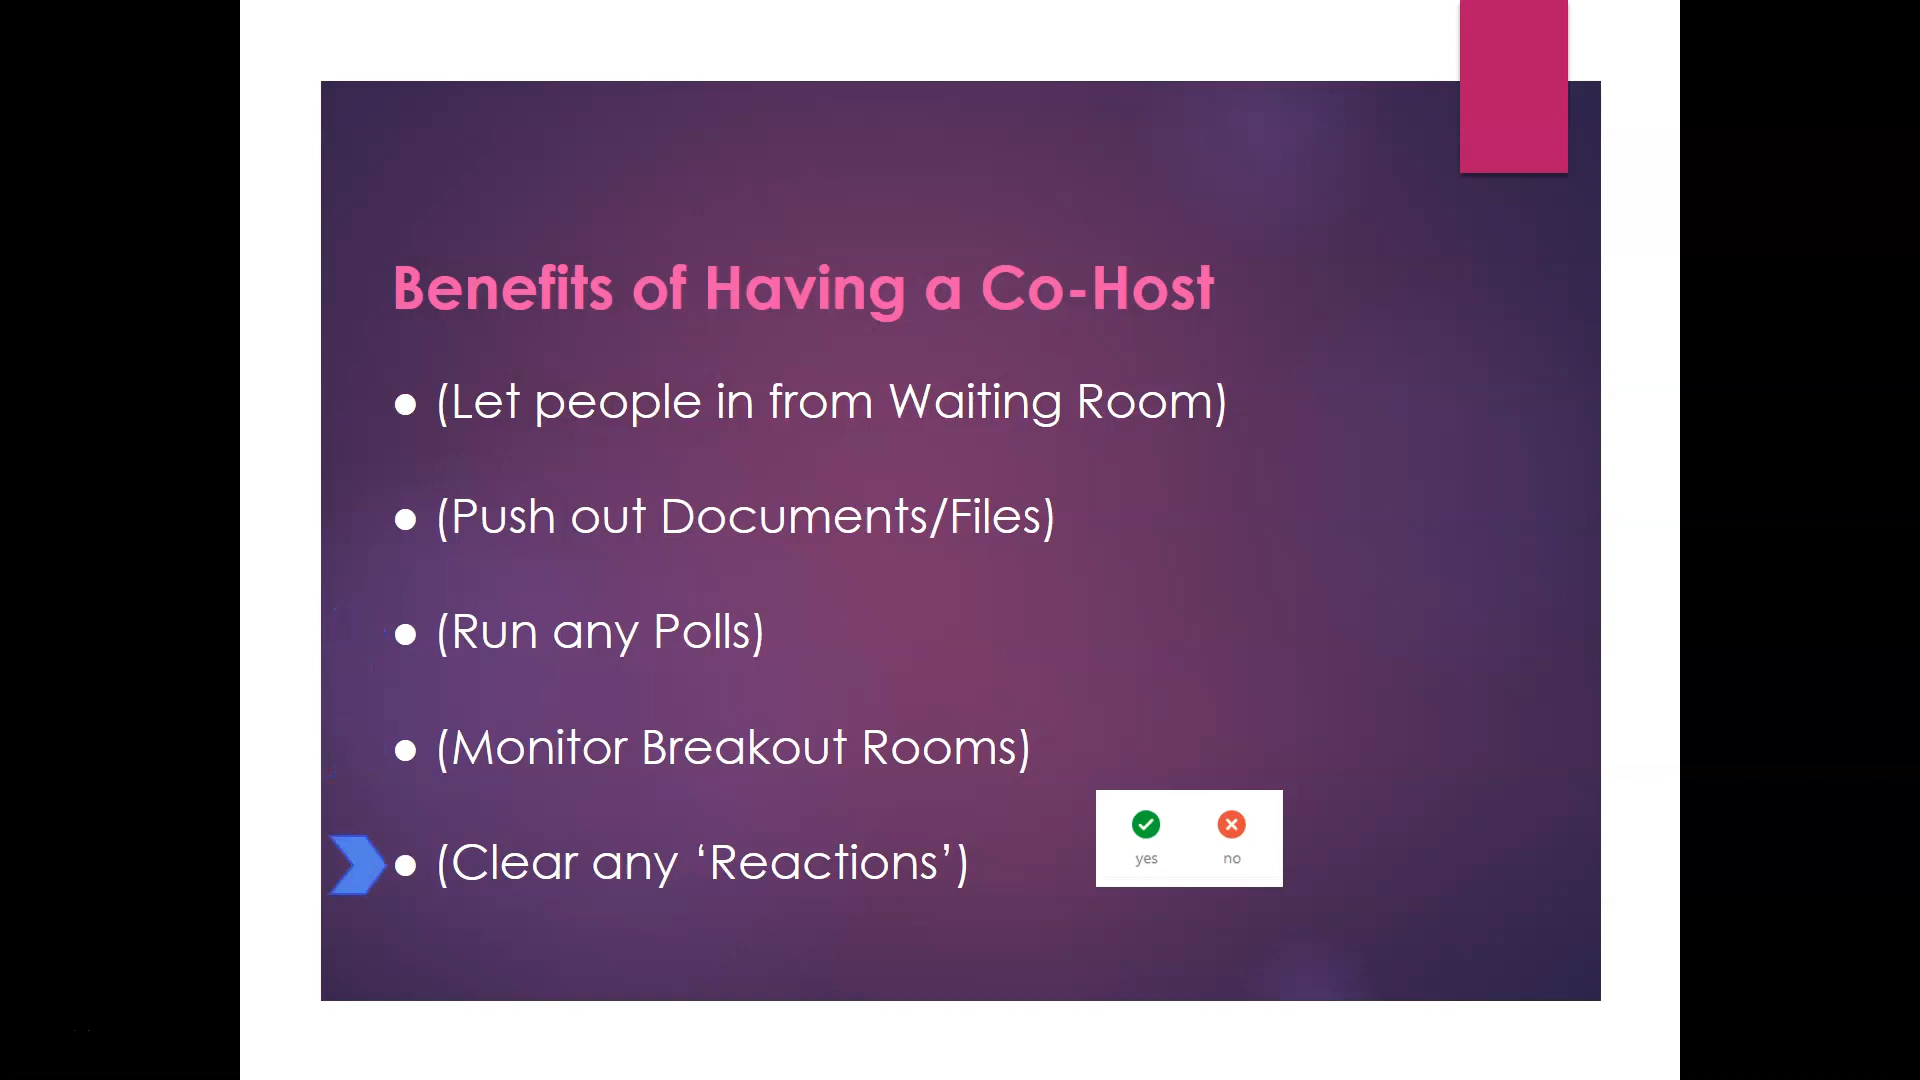 Benefits of Having a Co-Host
● (Let people in from Waiting Room)
● (Push out Documents/Files)
● (Run any Polls)
● (Monitor Breakout Rooms)
● (Clear any ‘Reactions’)
yes no